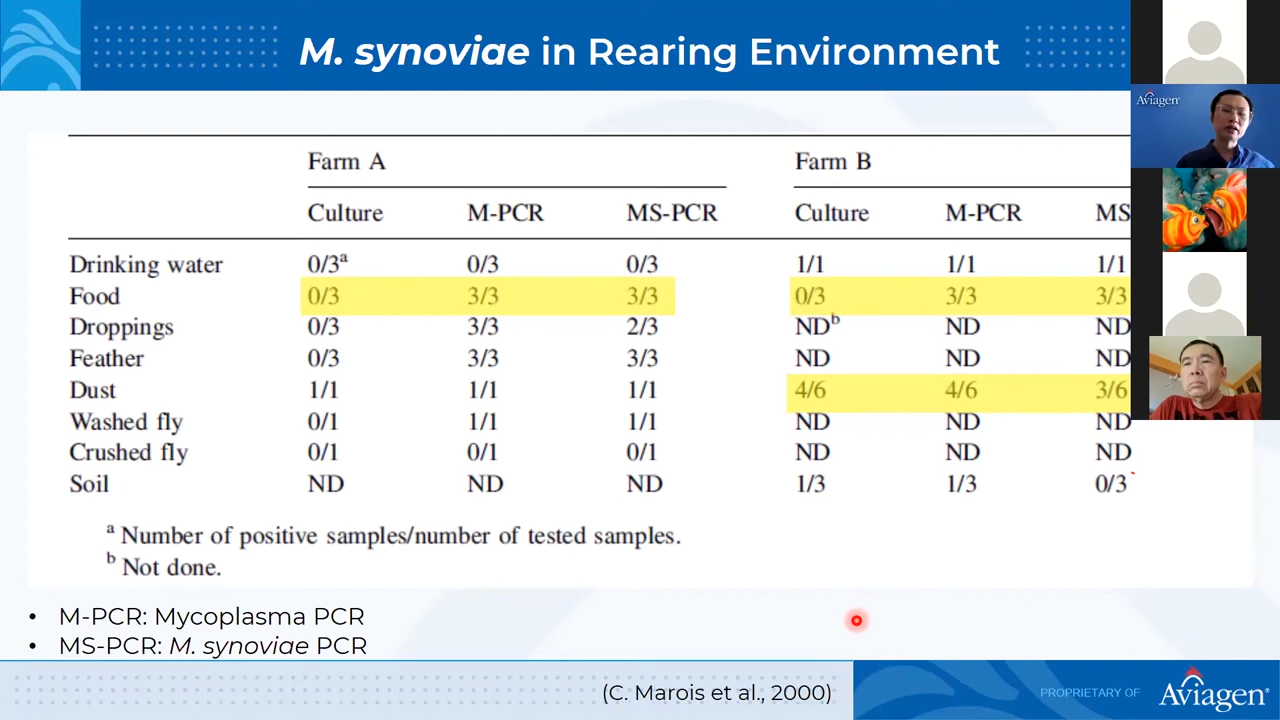 M. synoviae in Rearing Environment
Aviagen
Farm A Farm B
Culture M-PCR MS-PCR Culture M-PCR MS
Drinking water 0/3ᵃ 0/3 0/3 1/1 1/1 1/1
Food 0/3 3/3 3/3 0/3 3/3 3/3
Droppings 0/3 3/3 2/3 NDᵇ ND ND
Feather 0/3 3/3 3/3 ND ND ND
Dust 1/1 1/1 1/1 4/6 4/6 3/6
Washed fly 0/1 1/1 1/1 ND ND ND
Crushed fly 0/1 0/1 0/1 ND ND ND
Soil ND ND ND 1/3 1/3 0/3
ᵃ Number of positive samples/number of tested samples.
ᵇ Not done.
• M-PCR: Mycoplasma PCR
• MS-PCR: M. synoviae PCR
(C. Marois et al., 2000)
PROPRIETARY OF Aviagen®